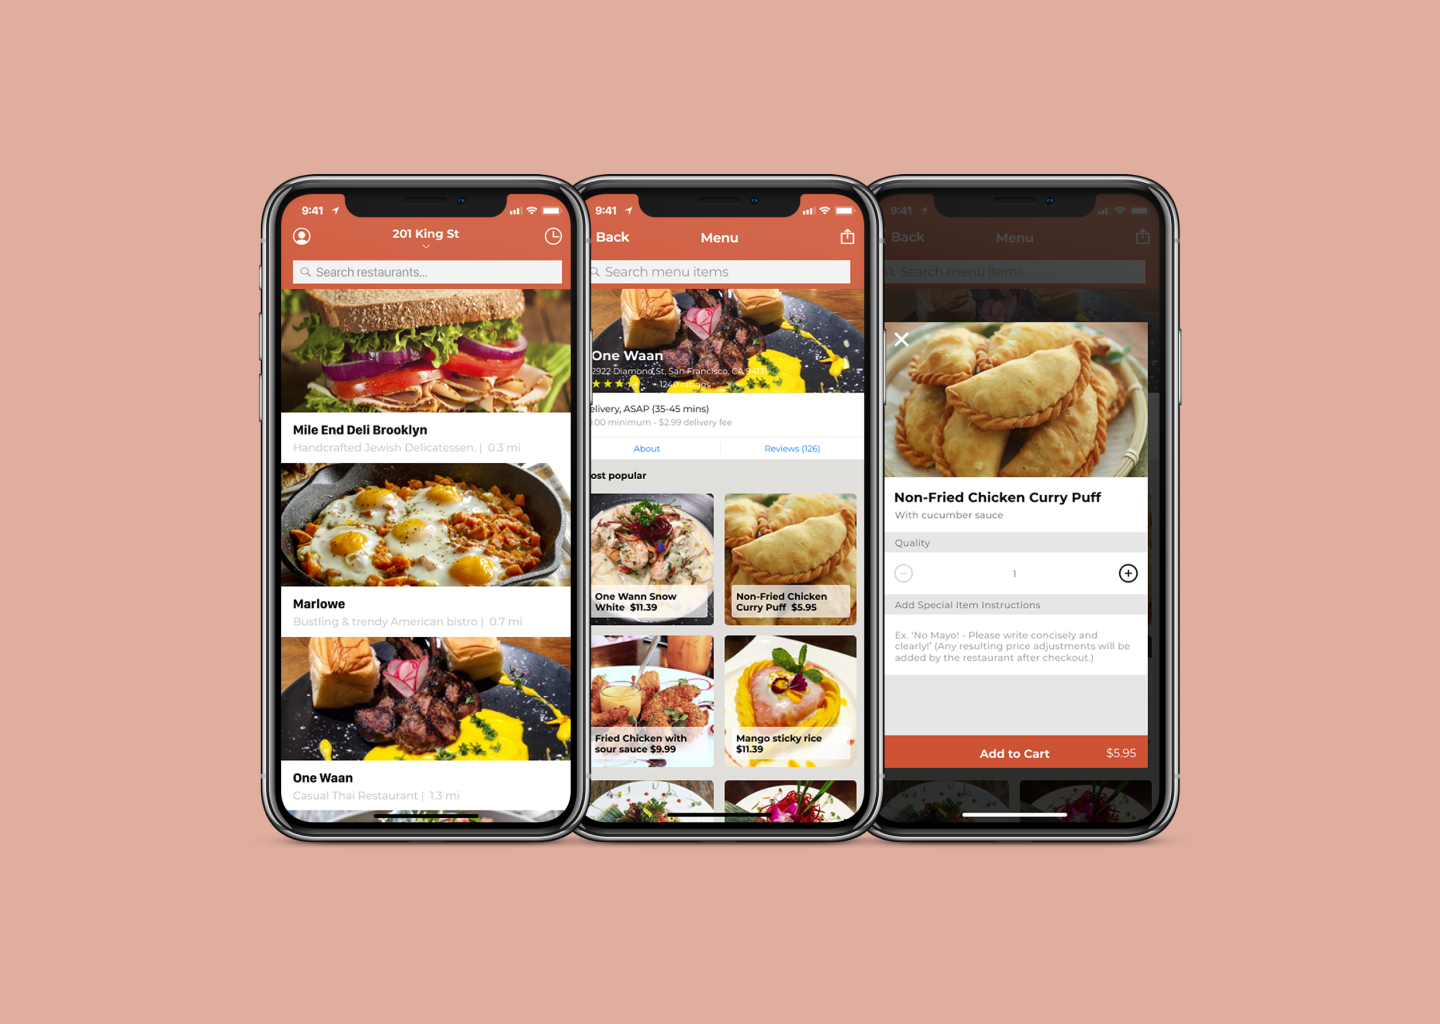 9:41
201 King St
Search restaurants...
Mile End Deli Brooklyn
Handcrafted Jewish Delicatessen. | 0.3 mi
Marlowe
Bustling & trendy American bistro | 0.7 mi
One Waan
Casual Thai Restaurant | 1.3 mi
9:41
Back
Menu
Search menu items
One Waan
2922 Diamond St, San Francisco, CA 94131
1240 ratings
elivery, ASAP (35-45 mins)
.00 minimum - $2.99 delivery fee
About
Reviews (126)
ost popular
One Wann Snow
White $11.39
Non-Fried Chicken
Curry Puff $5.95
Fried Chicken with
sour sauce $9.99
Mango sticky rice
$11.39
9:41
Back
Menu
Search menu items
Non-Fried Chicken Curry Puff
With cucumber sauce
Quality
1
Add Special Item Instructions
Ex. 'No Mayo! - Please write concisely and
clearly!' (Any resulting price adjustments will be
added by the restaurant after checkout.)
Add to Cart
$5.95